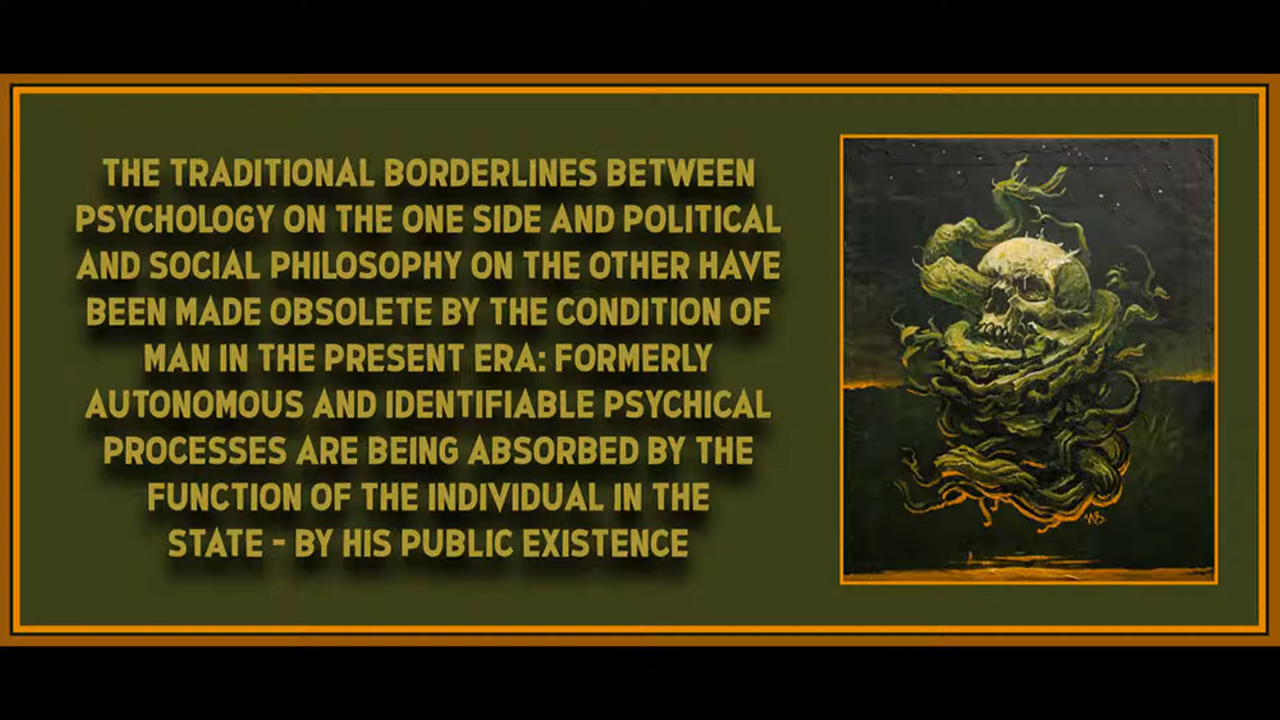 THE TRADITIONAL BORDERLINES BETWEEN
PSYCHOLOGY ON THE ONE SIDE AND POLITICAL
AND SOCIAL PHILOSOPHY ON THE OTHER HAVE
BEEN MADE OBSOLETE BY THE CONDITION OF
MAN IN THE PRESENT ERA: FORMERLY
AUTONOMOUS AND IDENTIFIABLE PSYCHICAL
PROCESSES ARE BEING ABSORBED BY THE
FUNCTION OF THE INDIVIDUAL IN THE
STATE - BY HIS PUBLIC EXISTENCE